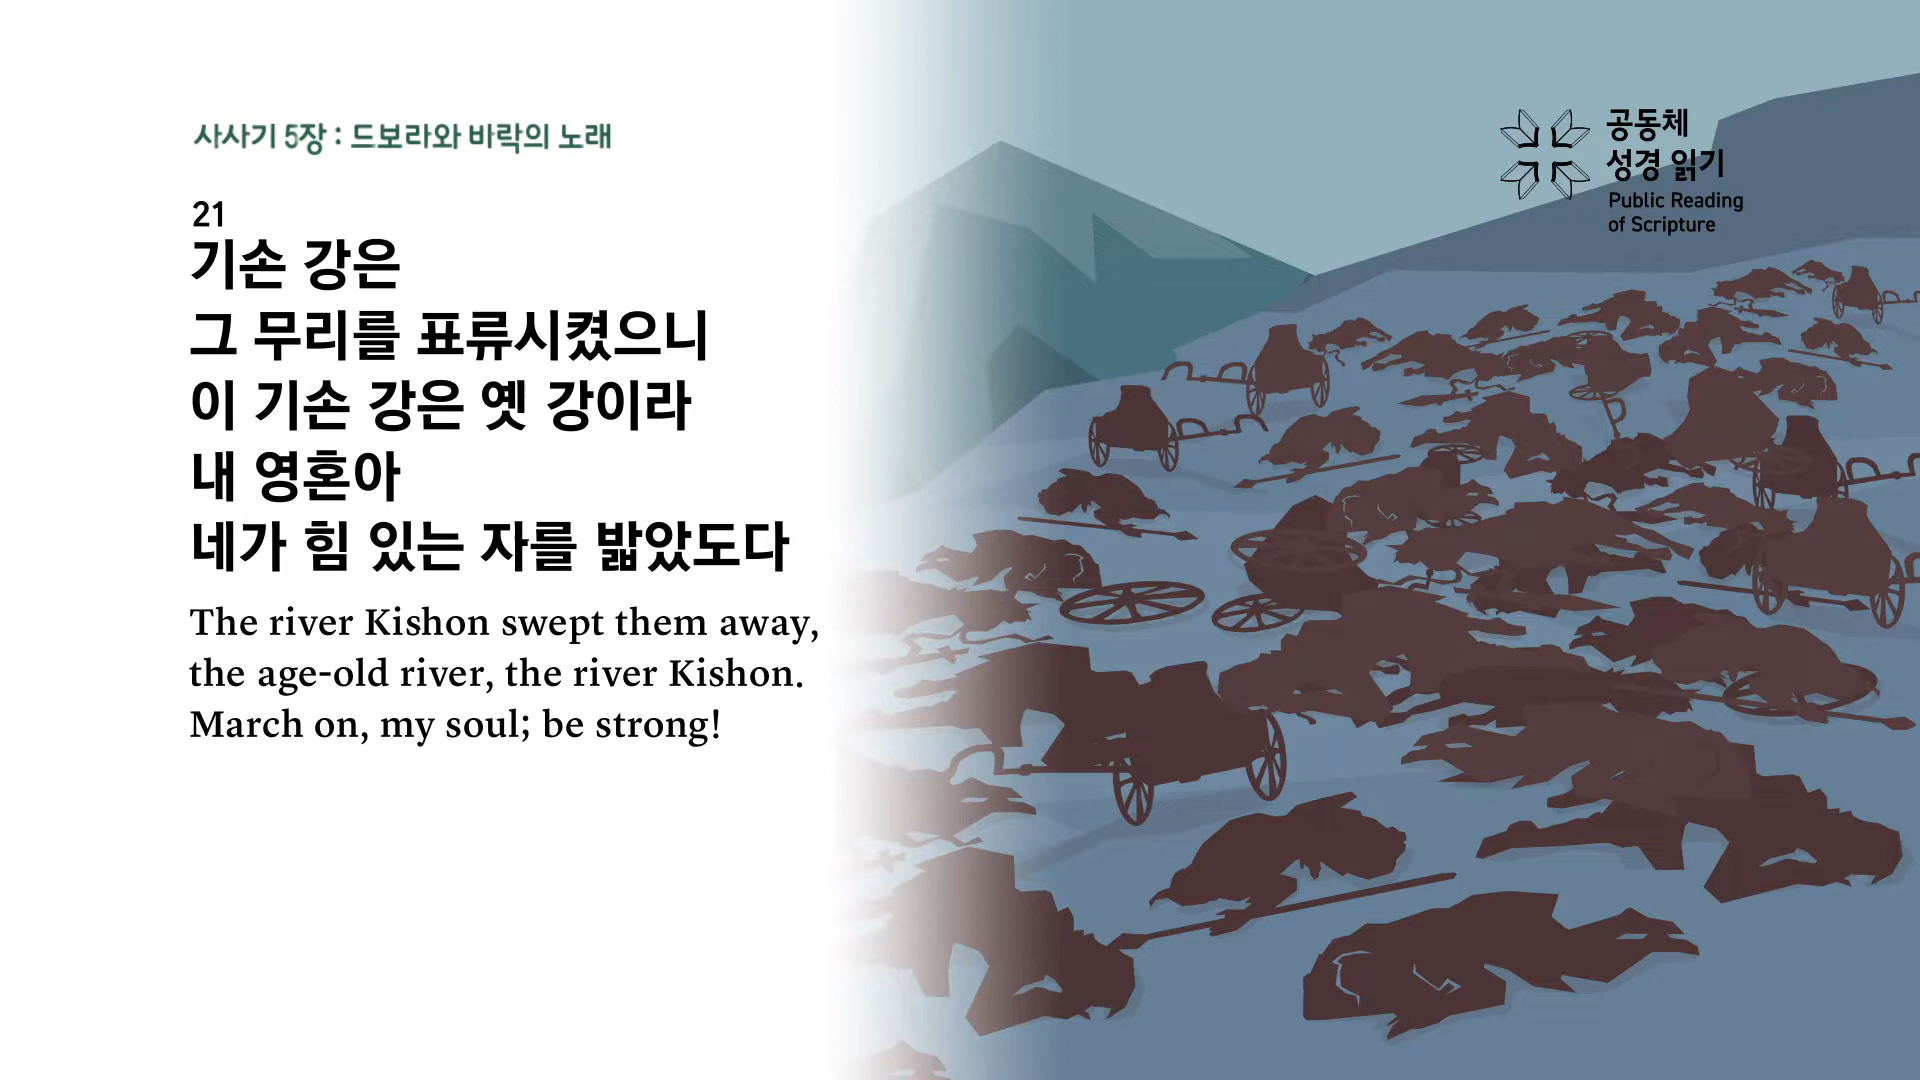 사사기 5장 : 드보라와 바락의 노래
21
기손 강은
그 무리를 표류시켰으니
이 기손 강은 옛 강이라
내 영혼아
네가 힘 있는 자를 밟았도다
The river Kishon swept them away,
the age-old river, the river Kishon.
March on, my soul; be strong!
공동체
성경 읽기
Public Reading
of Scripture